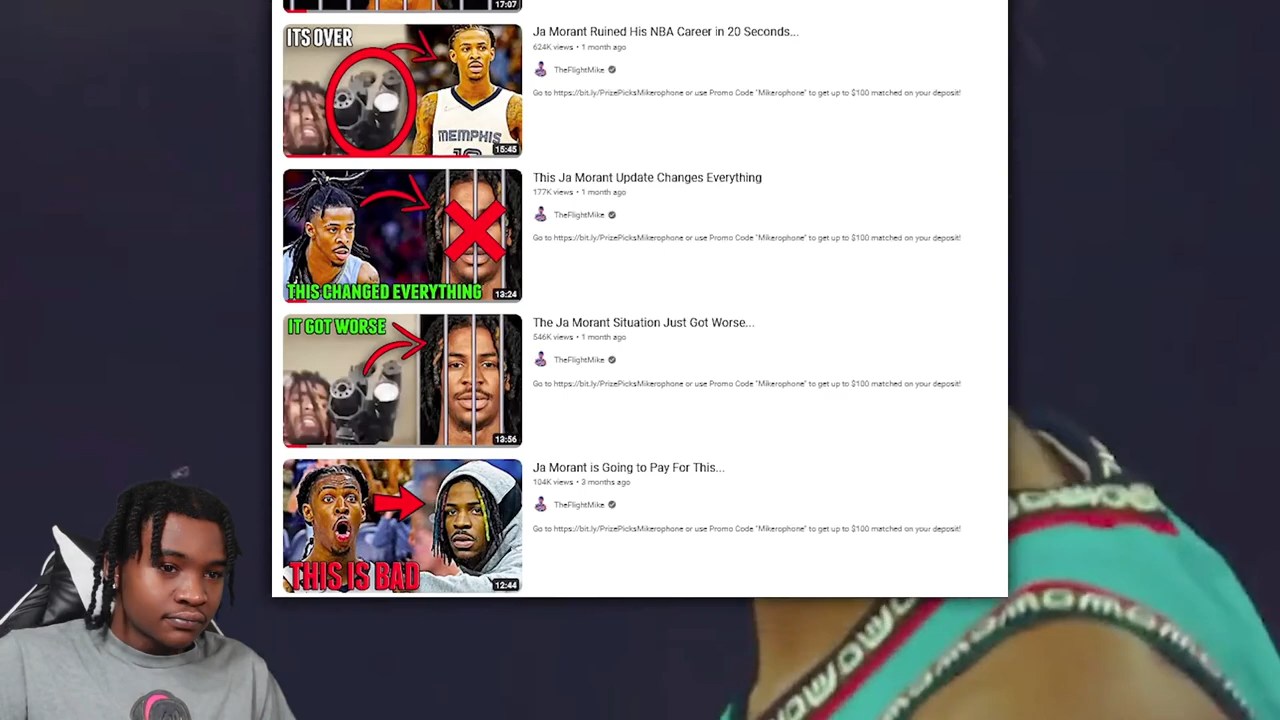 17:07
ITS OVER
MEMPHIS
15:45
Ja Morant Ruined His NBA Career in 20 Seconds...
624K views • 1 month ago
TheFlightMike
Go to https://bit.ly/PrizePicksMikerophone or use Promo Code "Mikerophone" to get up to $100 matched on your deposit!
THIS CHANGED EVERYTHING
13:24
This Ja Morant Update Changes Everything
177K views • 1 month ago
TheFlightMike
Go to https://bit.ly/PrizePicksMikerophone or use Promo Code "Mikerophone" to get up to $100 matched on your deposit!
IT GOT WORSE
13:56
The Ja Morant Situation Just Got Worse...
546K views • 1 month ago
TheFlightMike
Go to https://bit.ly/PrizePicksMikerophone or use Promo Code "Mikerophone" to get up to $100 matched on your deposit!
THIS IS BAD
12:44
Ja Morant is Going to Pay For This...
104K views • 3 months ago
TheFlightMike
Go to https://bit.ly/PrizePicksMikerophone or use Promo Code "Mikerophone" to get up to $100 matched on your deposit!